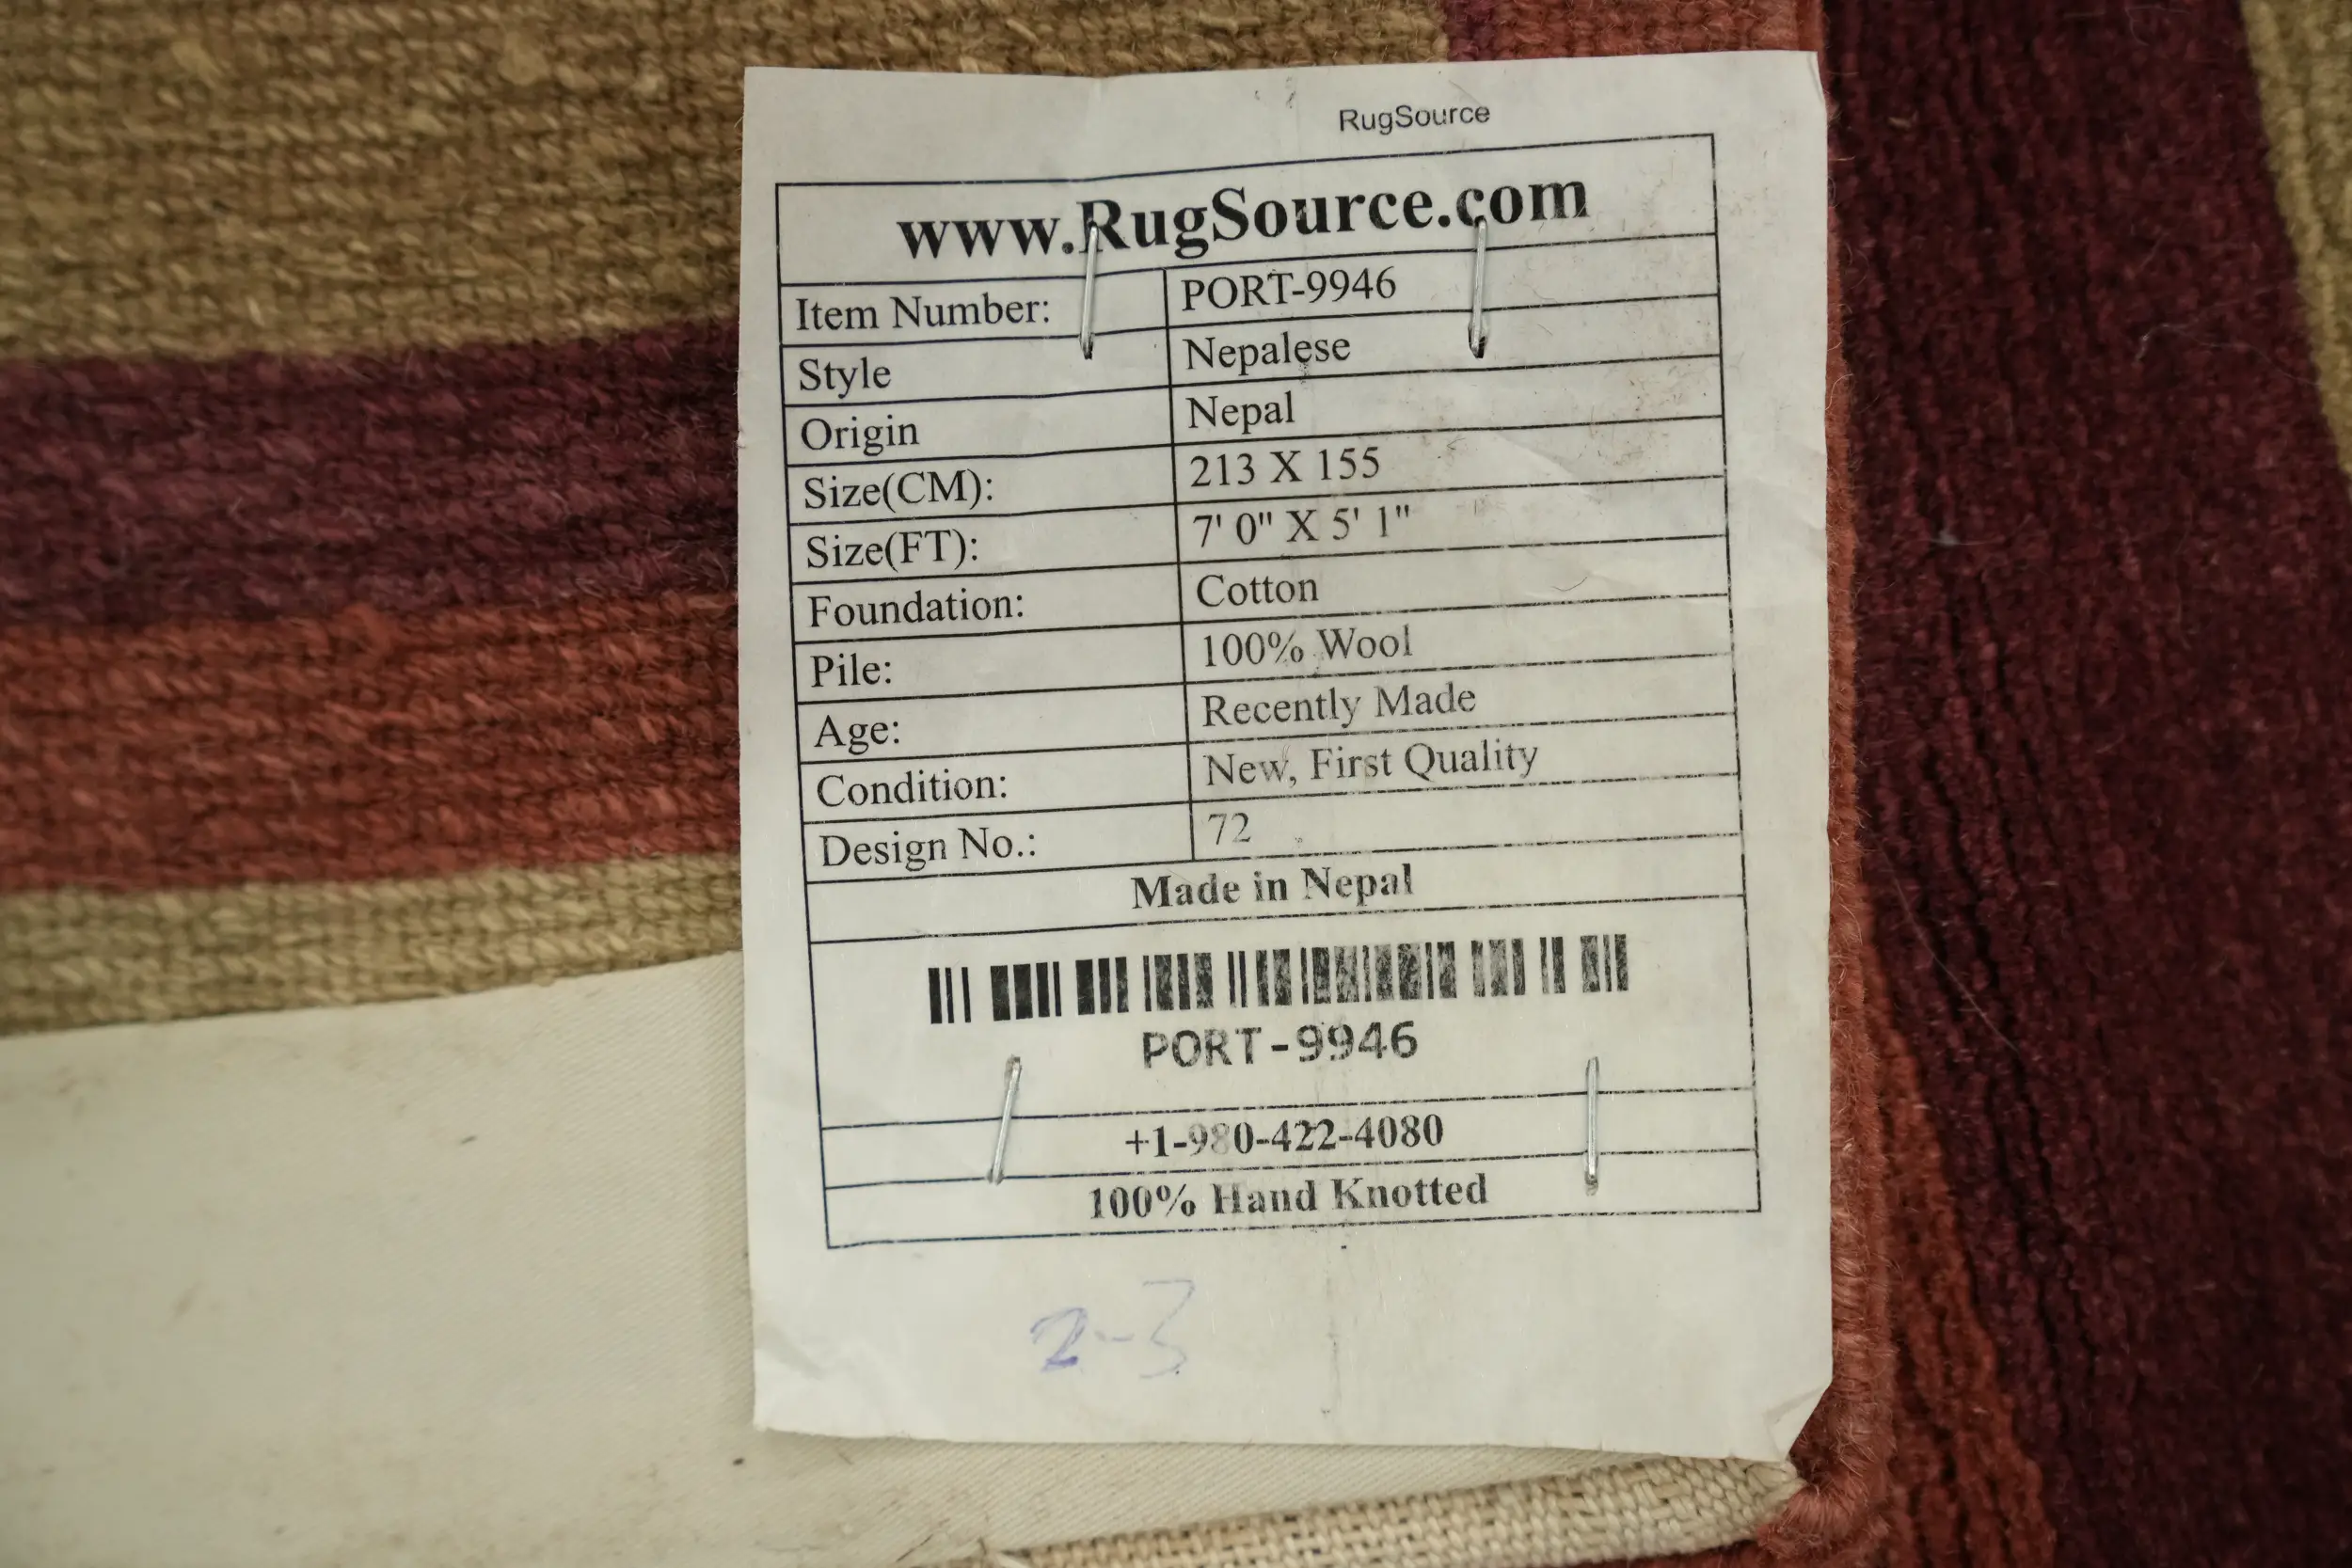 RugSource
www.RugSource.com
Item Number: PORT-9946
Style Nepalese
Origin Nepal
Size(CM): 213 X 155
Size(FT): 7' 0" X 5' 1"
Foundation: Cotton
Pile: 100% Wool
Age: Recently Made
Condition: New, First Quality
Design No.: 72
Made in Nepal
PORT-9946
+1-980-422-4080
100% Hand Knotted
2-3